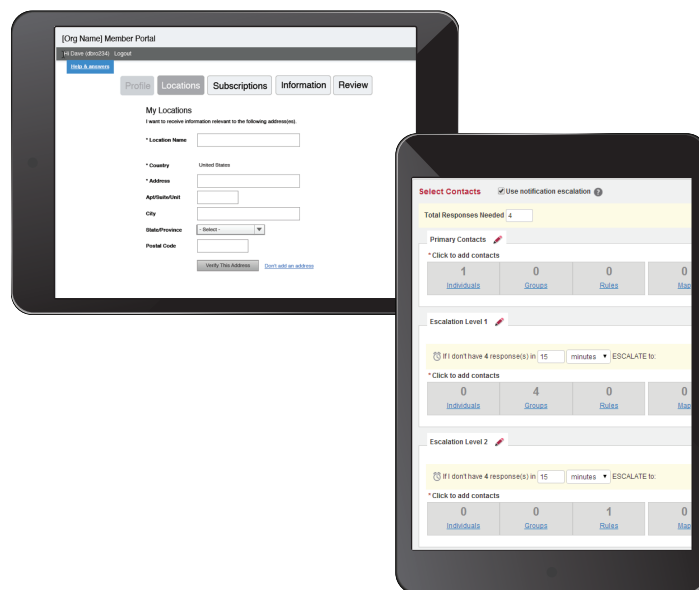 [Org Name] Member Portal
Hi Dave (dbro234) Logout
Help & answers
Profile Locations Subscriptions Information Review
My Locations
I want to receive information relevant to the following address(es).
* Location Name
* Country United States
* Address
Apt/Suite/Unit
City
State/Province - Select -
Postal Code
Verify This Address Don't add an address
Select Contacts Use notification escalation ?
Total Responses Needed 4
Primary Contacts
* Click to add contacts
1 0 0 0
Individuals Groups Rules Map
Escalation Level 1
If I don't have 4 response(s) in 15 minutes ESCALATE to:
* Click to add contacts
0 4 0 0
Individuals Groups Rules Map
Escalation Level 2
If I don't have 4 response(s) in 15 minutes ESCALATE to:
* Click to add contacts
0 0 1 0
Individuals Groups Rules Map